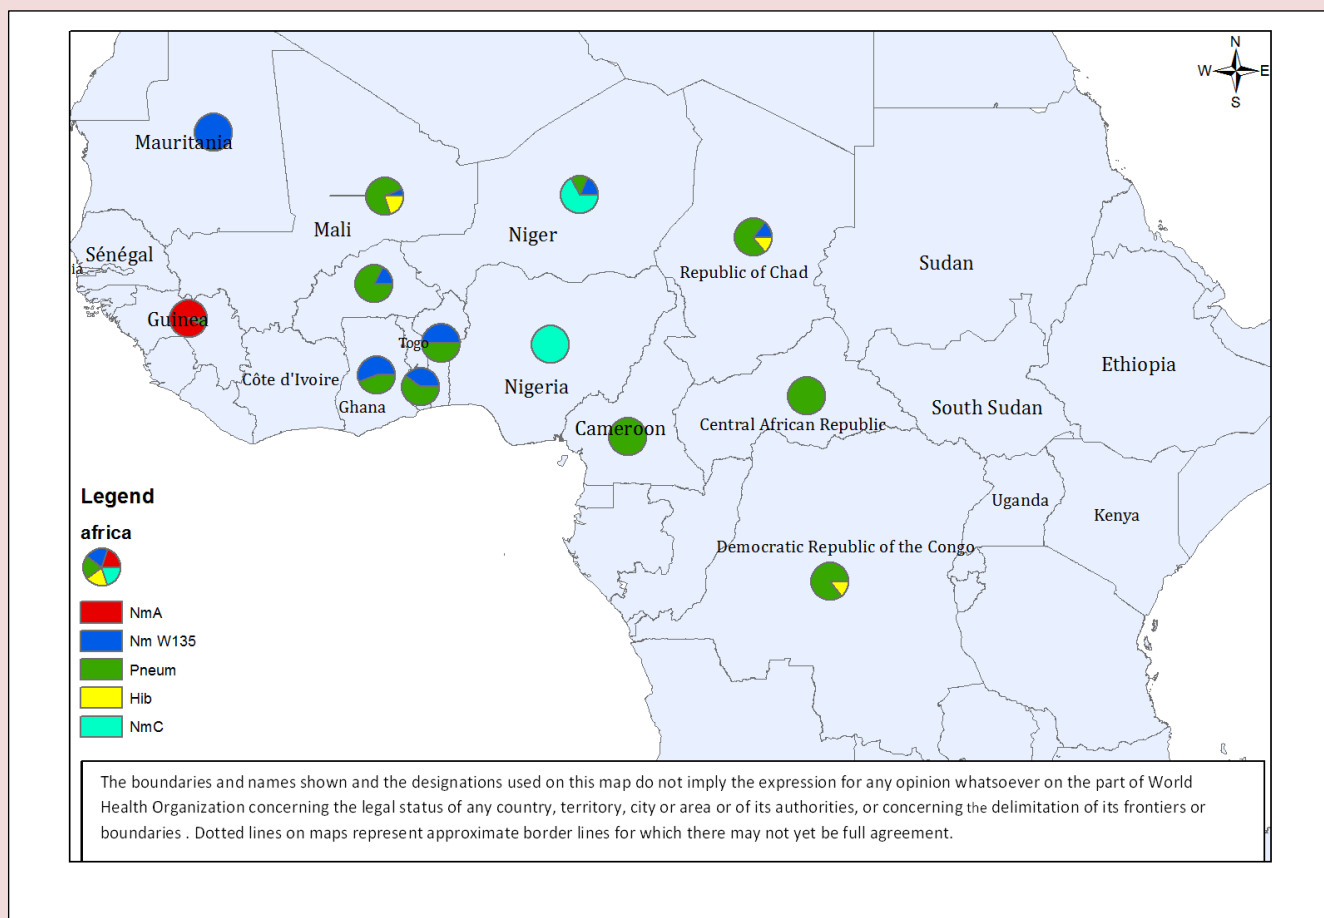 N
W E
S
Mauritania
Mali
Niger
Sénégal
ia
Republic of Chad
Sudan
Guinea
Togo
Côte d'Ivoire
Ghana
Nigeria
Cameroon
Central African Republic
South Sudan
Ethiopia
Uganda
Kenya
Democratic Republic of the Congo
Legend
africa
NmA
Nm W135
Pneum
Hib
NmC
The boundaries and names shown and the designations used on this map do not imply the expression for any opinion whatsoever on the part of World
Health Organization concerning the legal status of any country, territory, city or area or of its authorities, or concerning the delimitation of its frontiers or
boundaries . Dotted lines on maps represent approximate border lines for which there may not yet be full agreement.